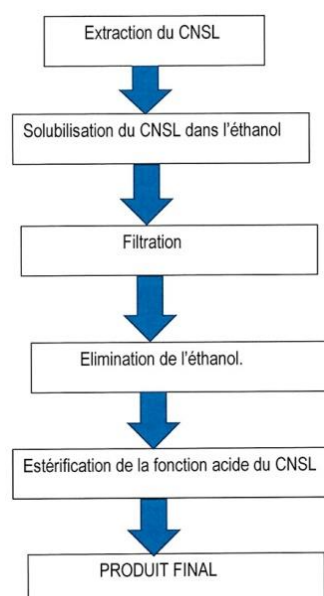 Extraction du CNSL
Solubilisation du CNSL dans l'éthanol
Filtration
Elimination de l'éthanol.
Estérification de la fonction acide du CNSL
PRODUIT FINAL